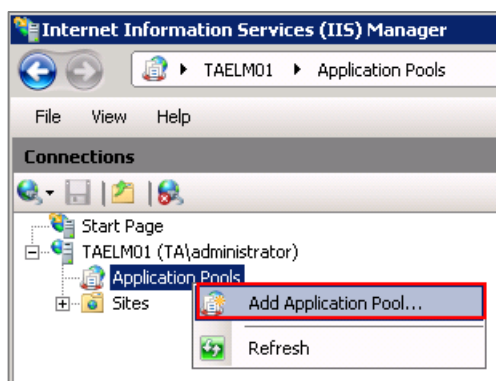 Internet Information Services (IIS) Manager
TAELM01 Application Pools
File View Help
Connections
Start Page
TAELM01 (TA\administrator)
Application Pools
Sites
Add Application Pool...
Refresh